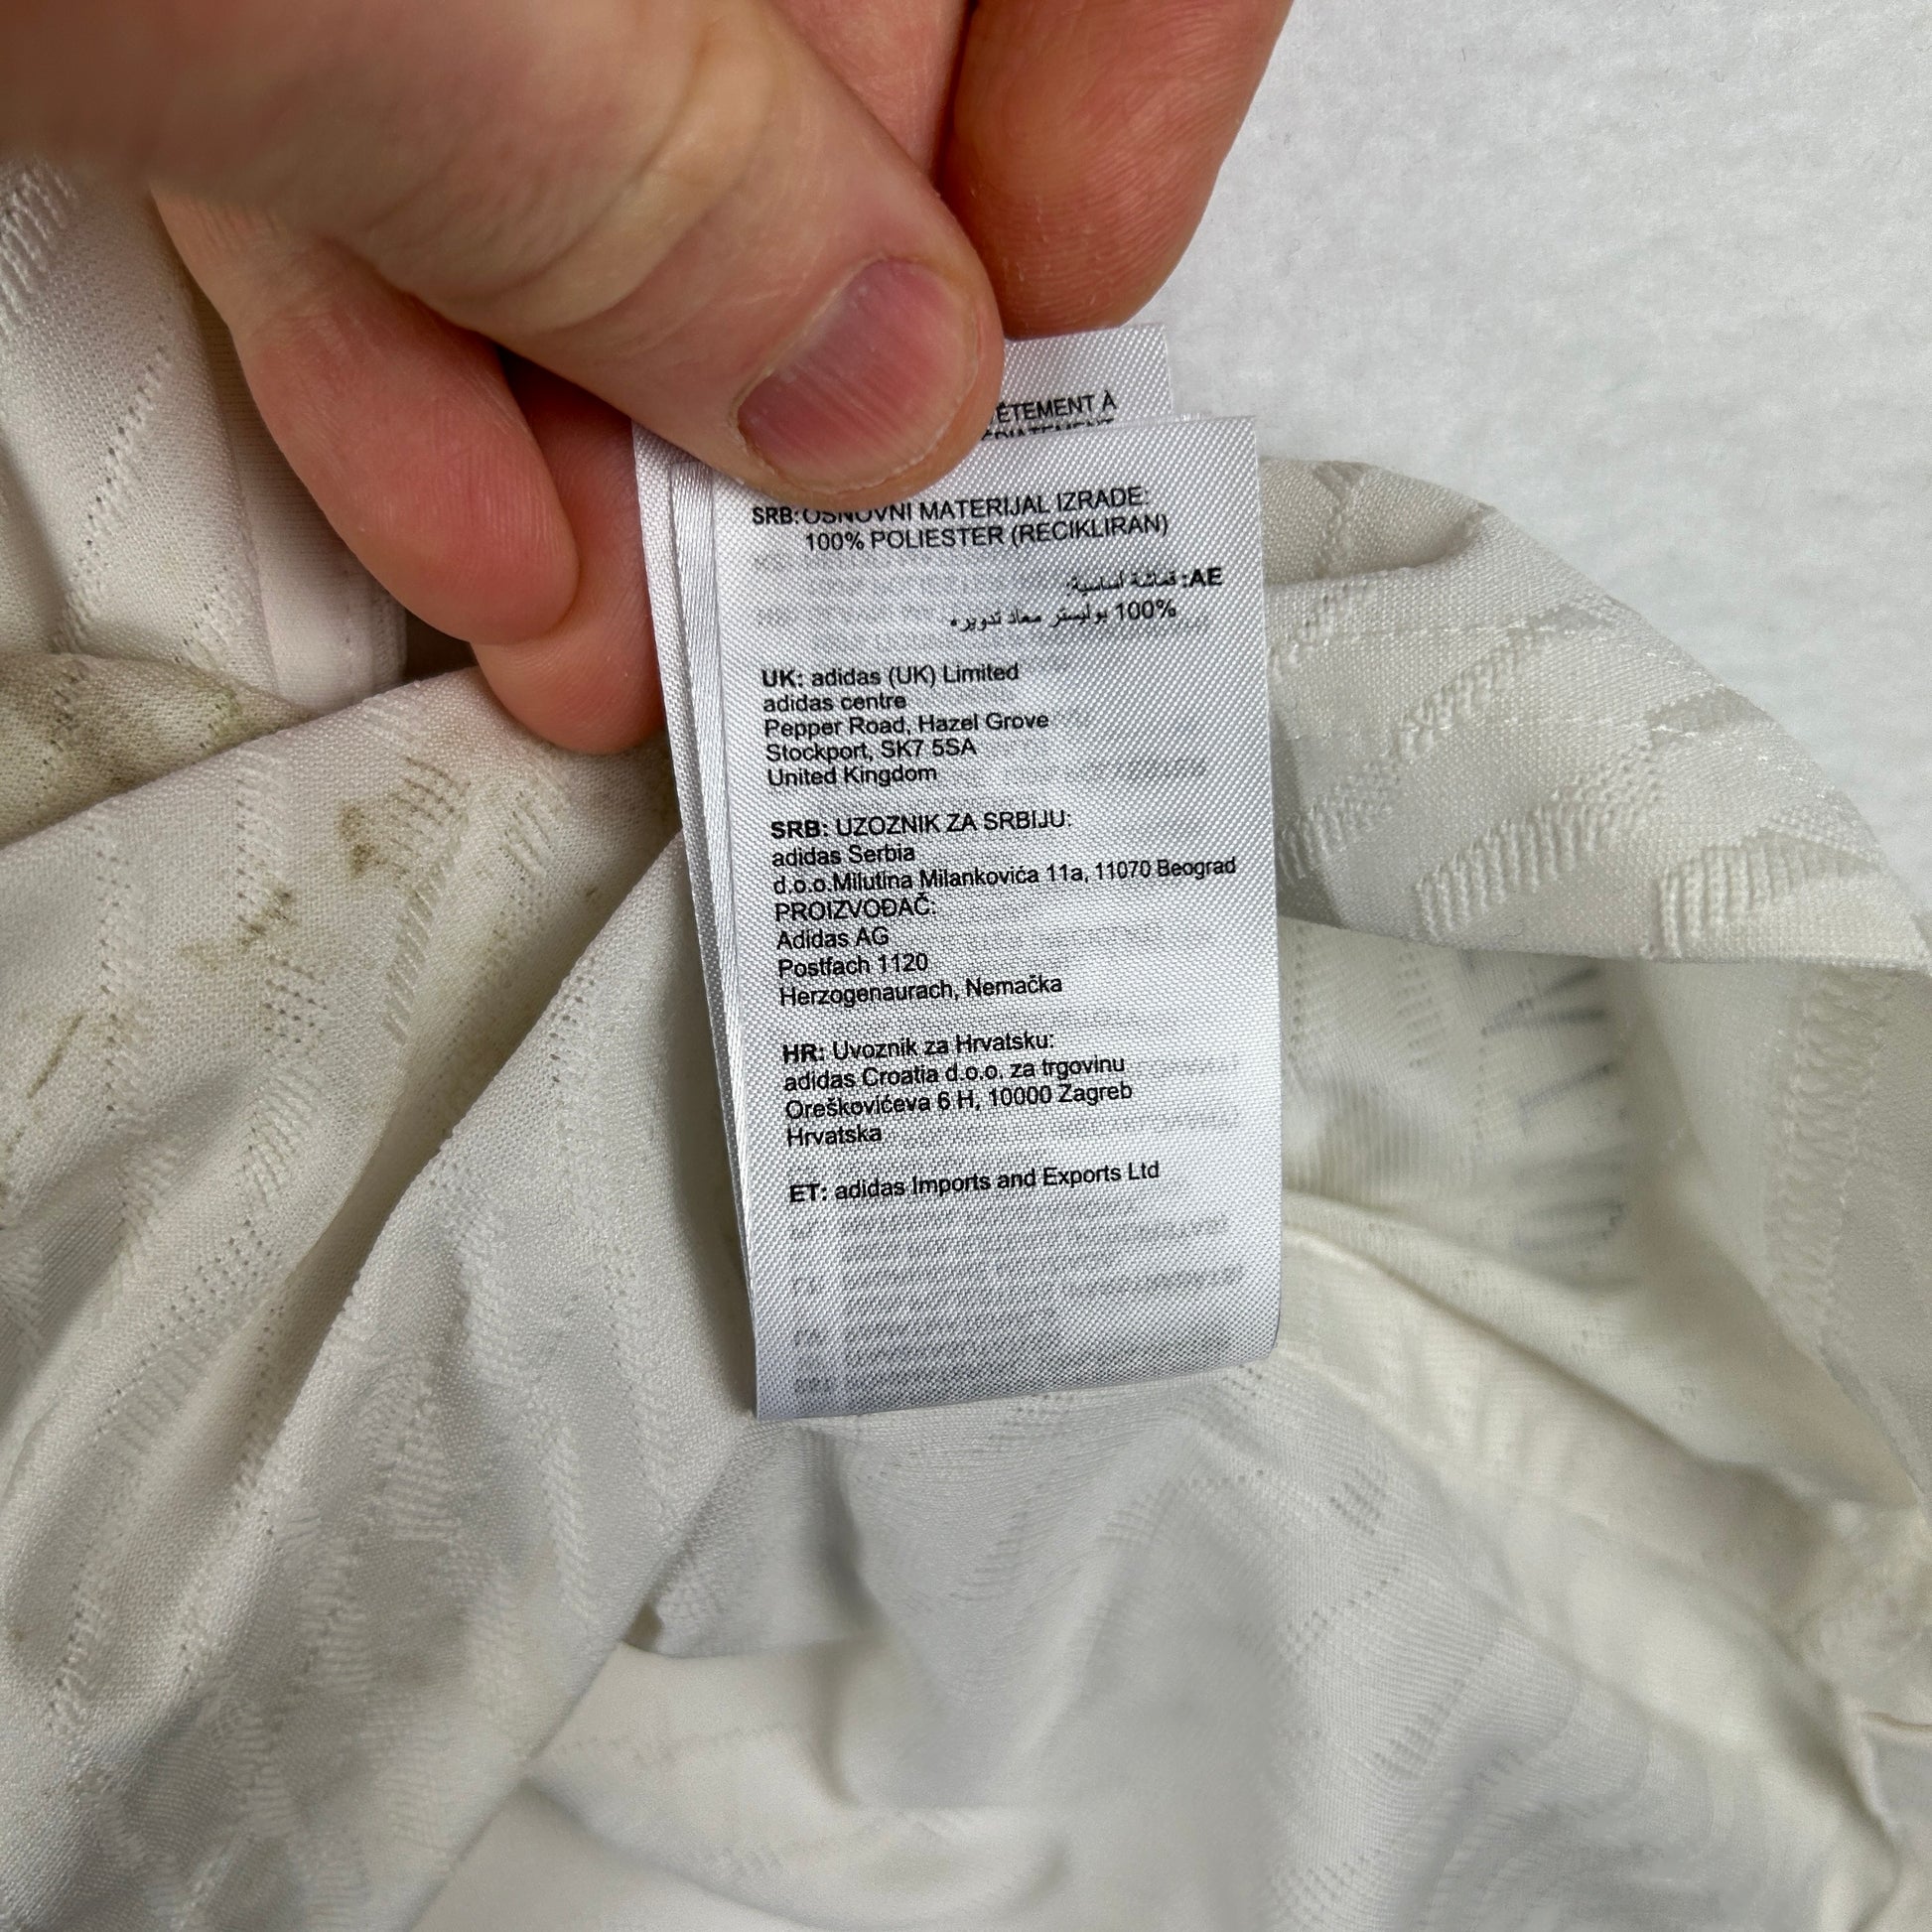 ÊTEMENT À
SRB: OSNOVNI MATERIJAL IZRADE:
100% POLIESTER (RECIKLIRAN)
AE: قماشة أساسية:
100% بوليستر معاد تدويره
UK: adidas (UK) Limited
adidas centre
Pepper Road, Hazel Grove
Stockport, SK7 5SA
United Kingdom
SRB: UZOZNIK ZA SRBIJU:
adidas Serbia
d.o.o.Milutina Milankovića 11a, 11070 Beograd
PROIZVOĐAČ:
Adidas AG
Postfach 1120
Herzogenaurach, Nemačka
HR: Uvoznik za Hrvatsku:
adidas Croatia d.o.o. za trgovinu
Oreškovićeva 6 H, 10000 Zagreb
Hrvatska
ET: adidas Imports and Exports Ltd